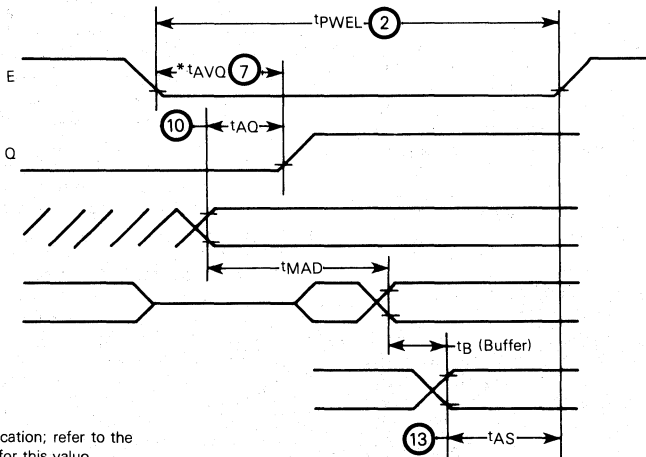 tPWEL 2
E
* tAVQ 7
10 tAQ
Q
tMAD
tB (Buffer)
13 tAS
cation; refer to the
for this value